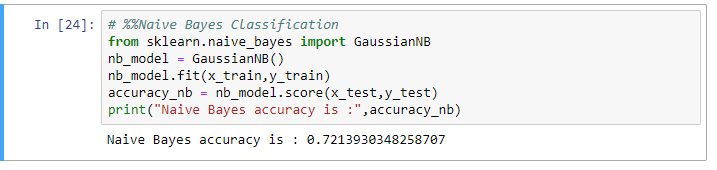 In [24]: # %%Naive Bayes Classification
from sklearn.naive_bayes import GaussianNB
nb_model = GaussianNB()
nb_model.fit(x_train,y_train)
accuracy_nb = nb_model.score(x_test,y_test)
print("Naive Bayes accuracy is :",accuracy_nb)
Naive Bayes accuracy is : 0.7213930348258707